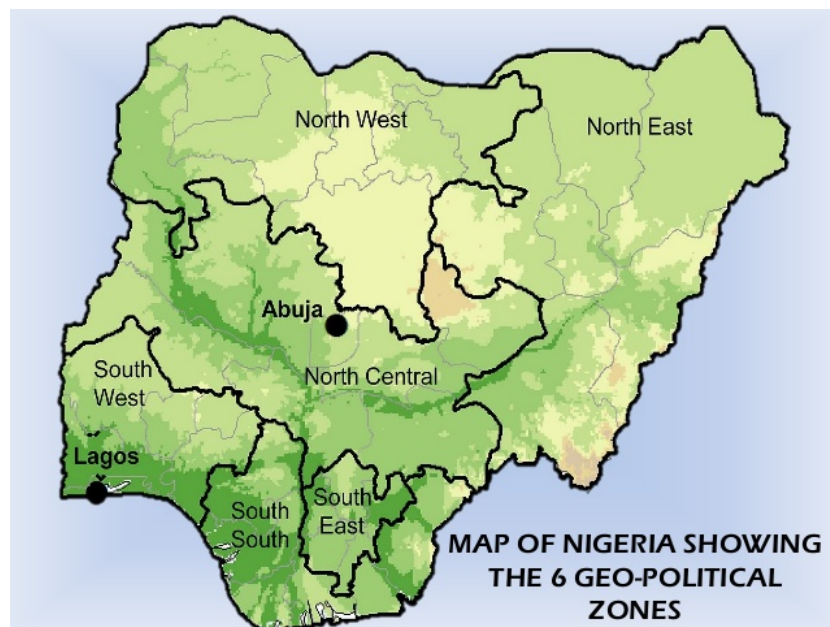 North West
North East
Abuja
North Central
South
West
Lagos
South
East
South
South
MAP OF NIGERIA SHOWING
THE 6 GEO-POLITICAL
ZONES